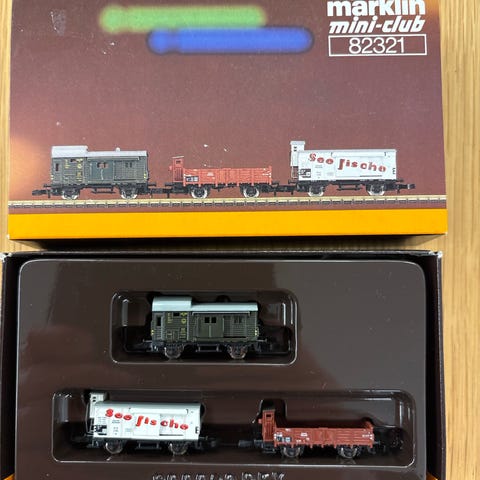 märklin
mini-club
82321
See fische
See fische